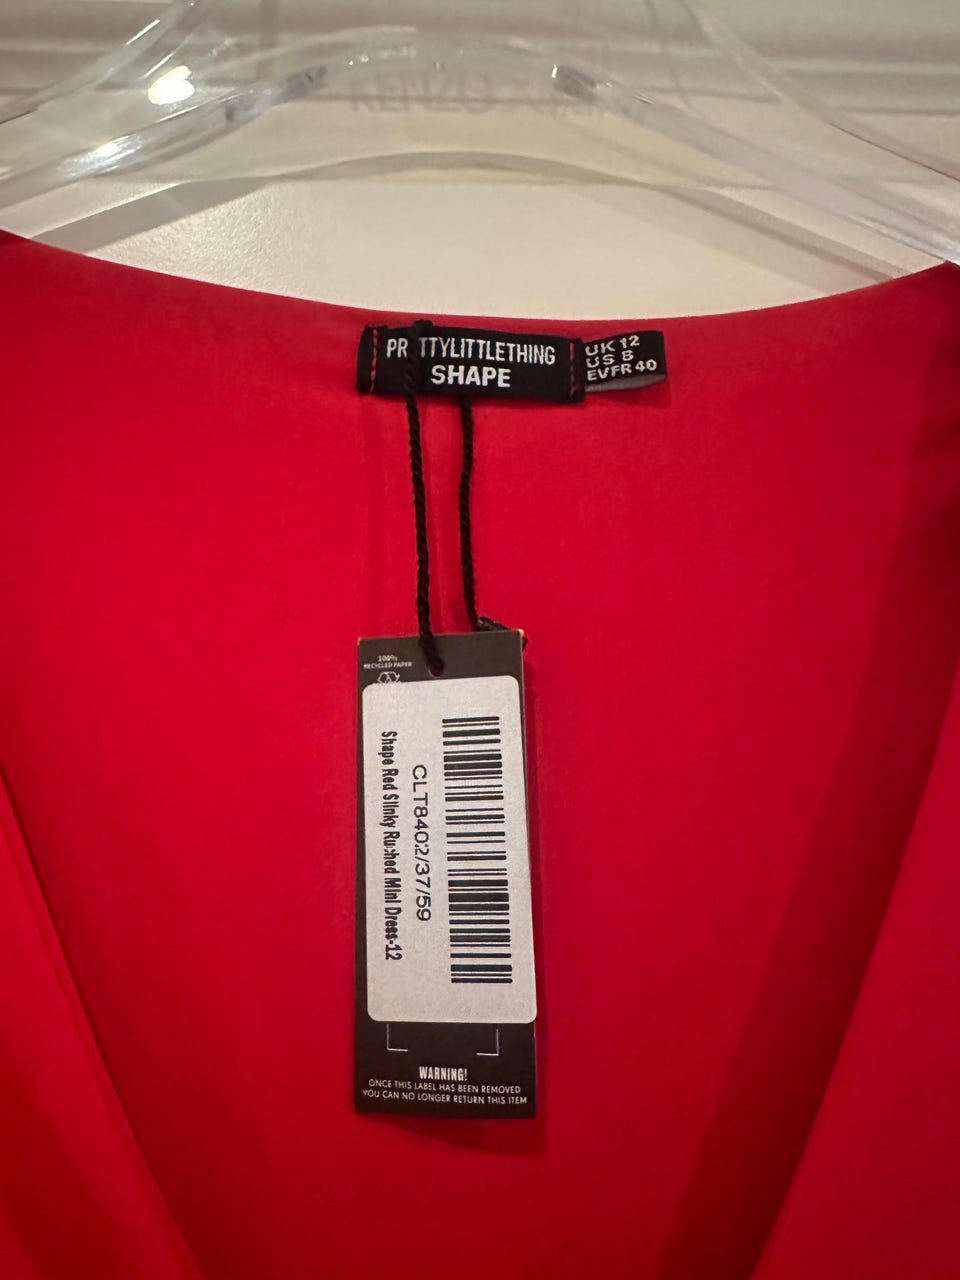 PRETTYLITTLETHING
SHAPE
UK 12
US 8
EVFR 40
100%
RECYCLED PAPER
CLT8402/37/59
Shape Red Slinky Ruched Mini Dress-12
WARNING!
ONCE THIS LABEL HAS BEEN REMOVED
YOU CAN NO LONGER RETURN THIS ITEM